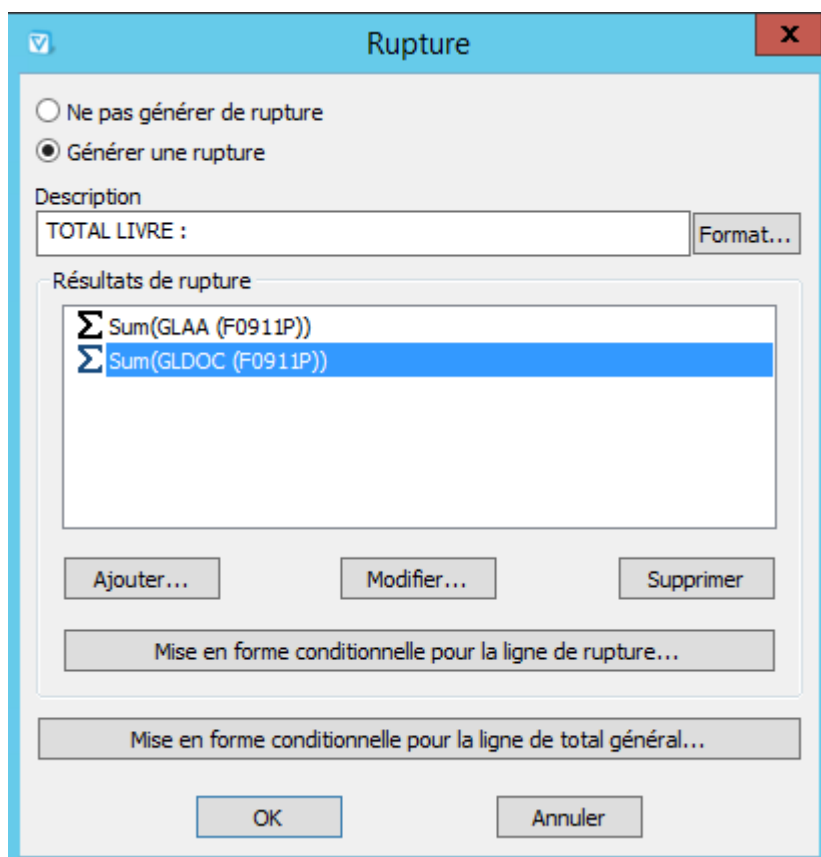 Rupture
x
Ne pas générer de rupture
Générer une rupture
Description
TOTAL LIVRE :
Format...
Résultats de rupture
Σ Sum(GLAA (F0911P))
Σ Sum(GLDOC (F0911P))
Ajouter...
Modifier...
Supprimer
Mise en forme conditionnelle pour la ligne de rupture...
Mise en forme conditionnelle pour la ligne de total général...
OK
Annuler